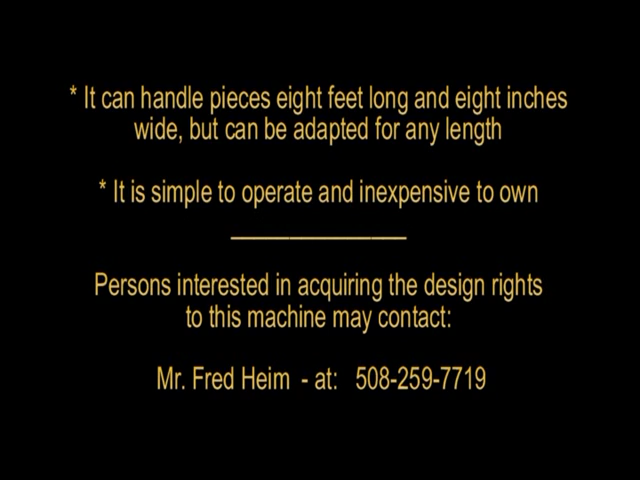 * It can handle pieces eight feet long and eight inches
wide, but can be adapted for any length
* It is simple to operate and inexpensive to own
Persons interested in acquiring the design rights
to this machine may contact:
Mr. Fred Heim - at: 508-259-7719